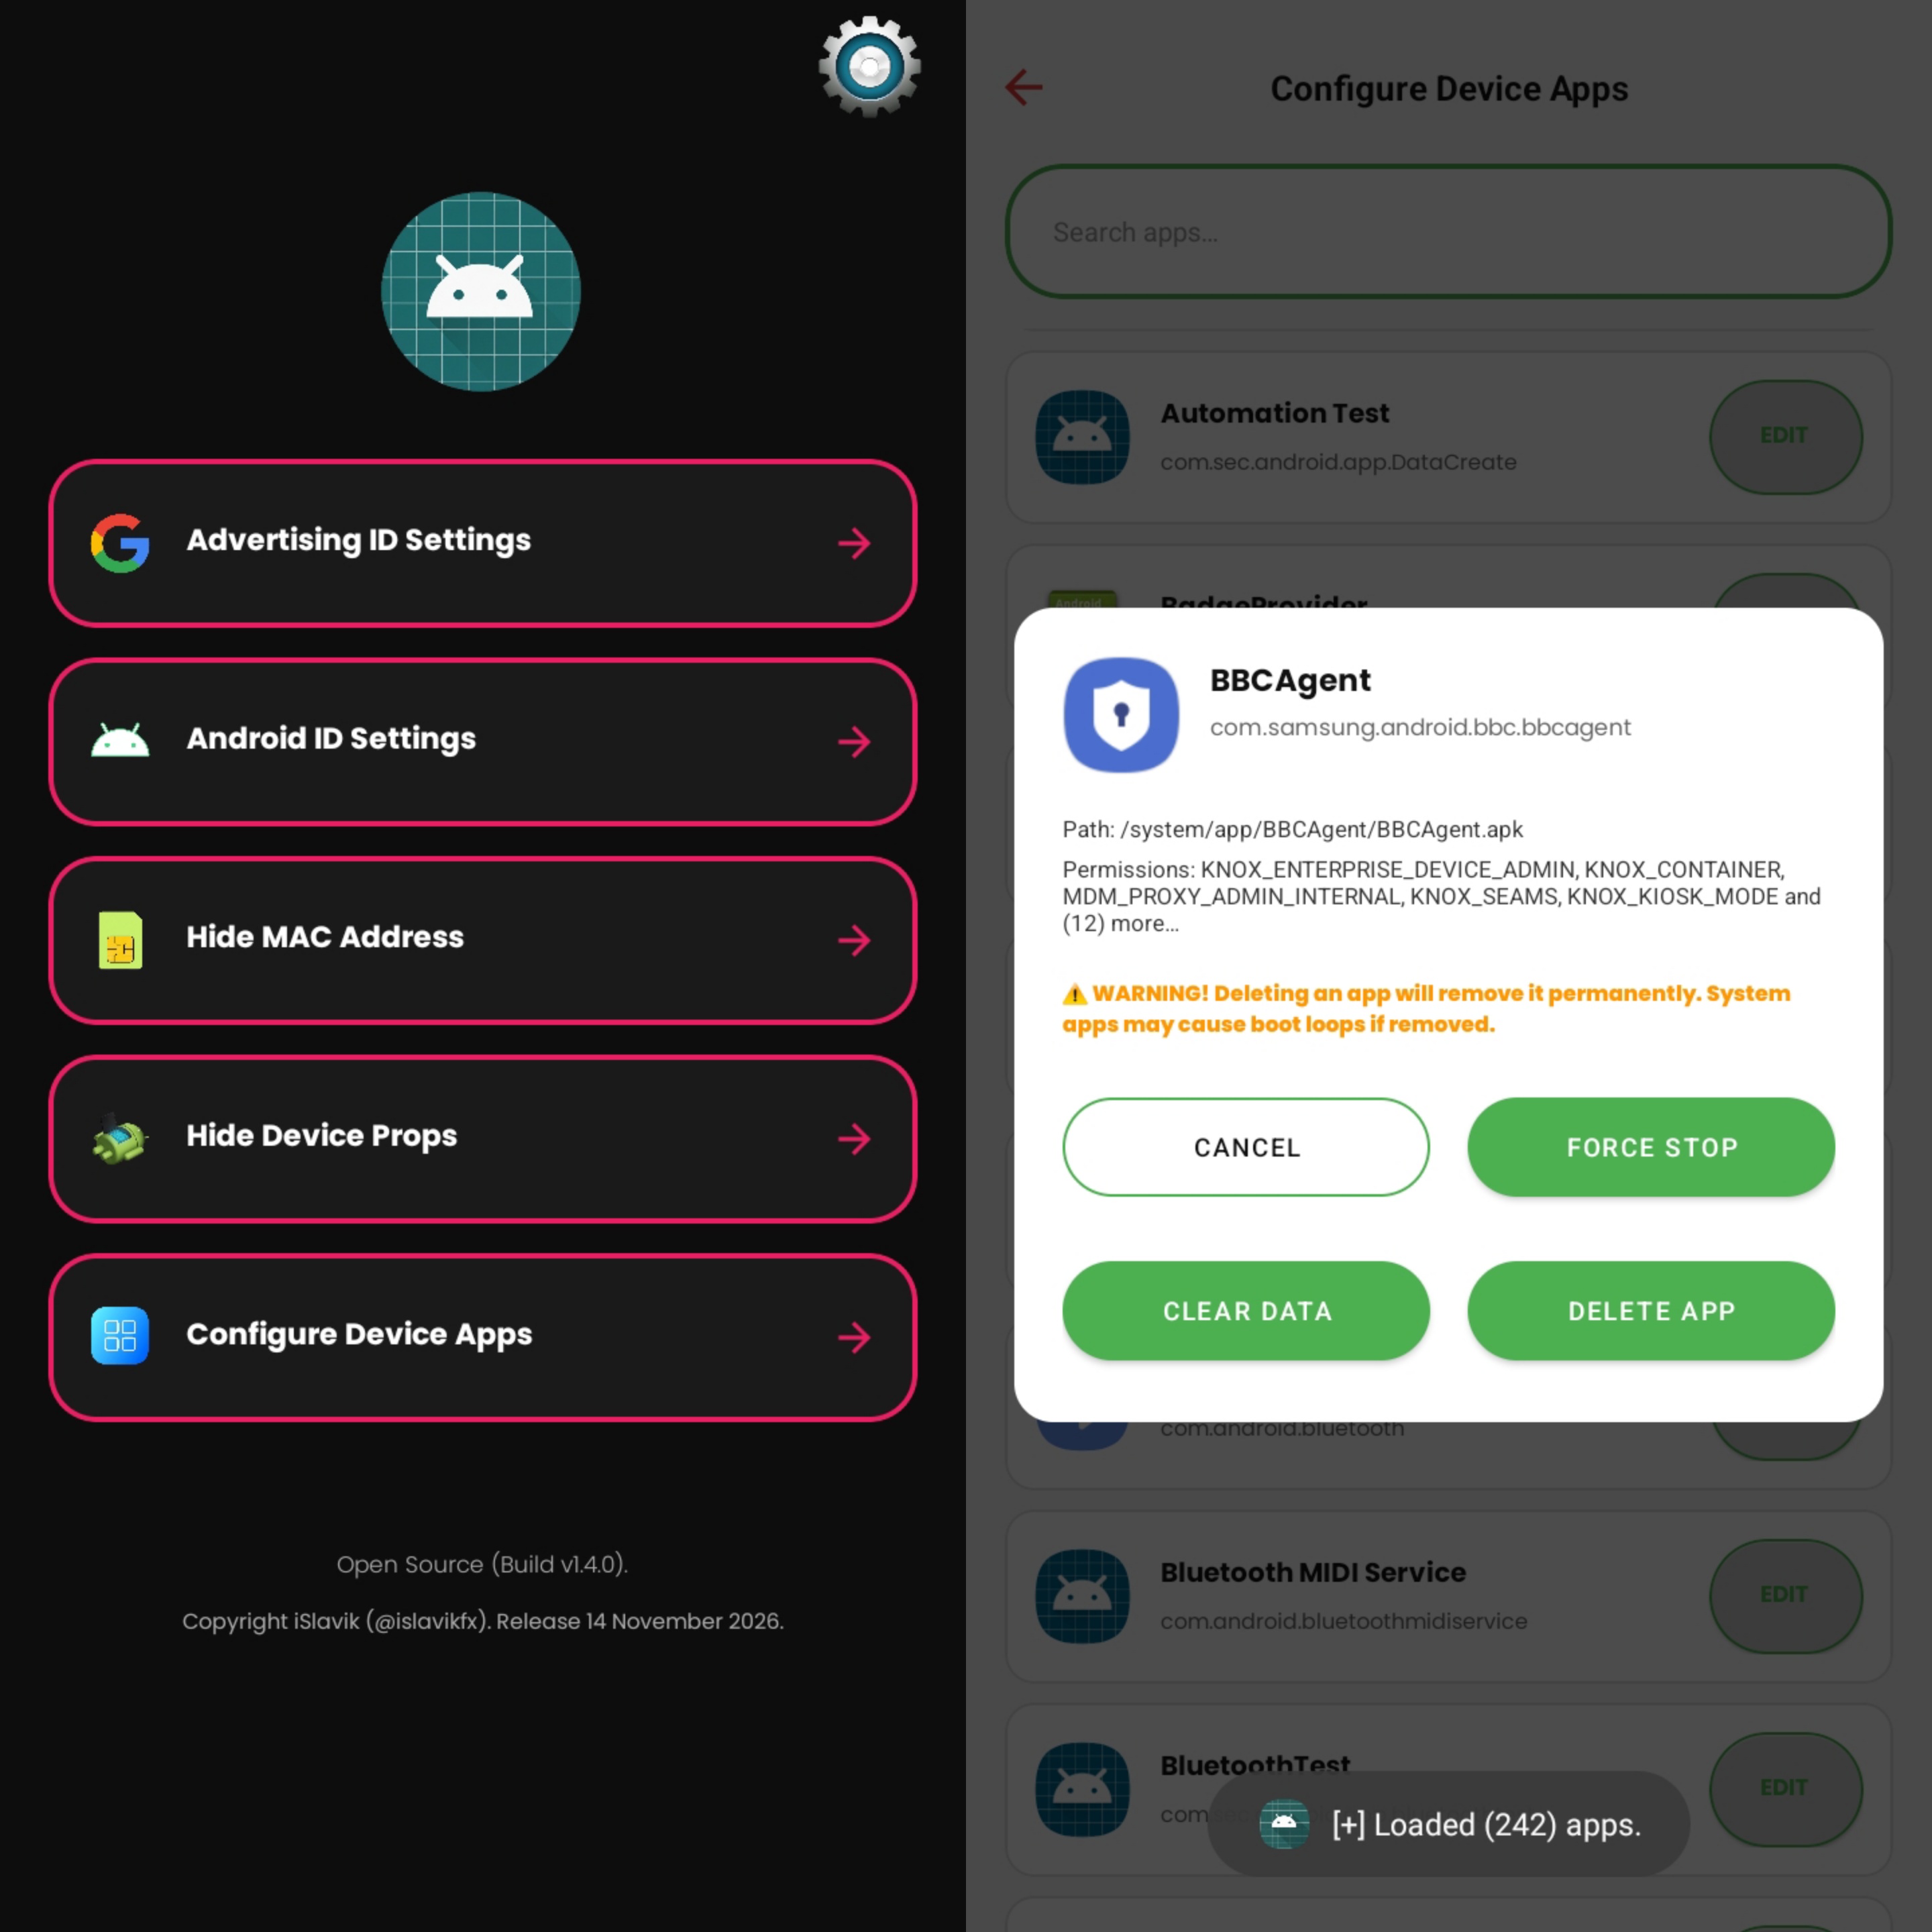 Advertising ID Settings
Android ID Settings
Hide MAC Address
Hide Device Props
Configure Device Apps
Open Source (Build v1.4.0).
Copyright iSlavik (@islavikfx). Release 14 November 2026.
Configure Device Apps
Search apps...
Automation Test
com.sec.android.app.DataCreate
EDIT
Android
BadgeProvider
BBCAgent
com.samsung.android.bbc.bbcagent
Path: /system/app/BBCAgent/BBCAgent.apk
Permissions: KNOX_ENTERPRISE_DEVICE_ADMIN, KNOX_CONTAINER,
MDM_PROXY_ADMIN_INTERNAL, KNOX_SEAMS, KNOX_KIOSK_MODE and
(12) more...
⚠️ WARNING! Deleting an app will remove it permanently. System
apps may cause boot loops if removed.
CANCEL
FORCE STOP
CLEAR DATA
DELETE APP
com.android.bluetooth
Bluetooth MIDI Service
com.android.bluetoothmidiservice
EDIT
BluetoothTest
EDIT
[+] Loaded (242) apps.